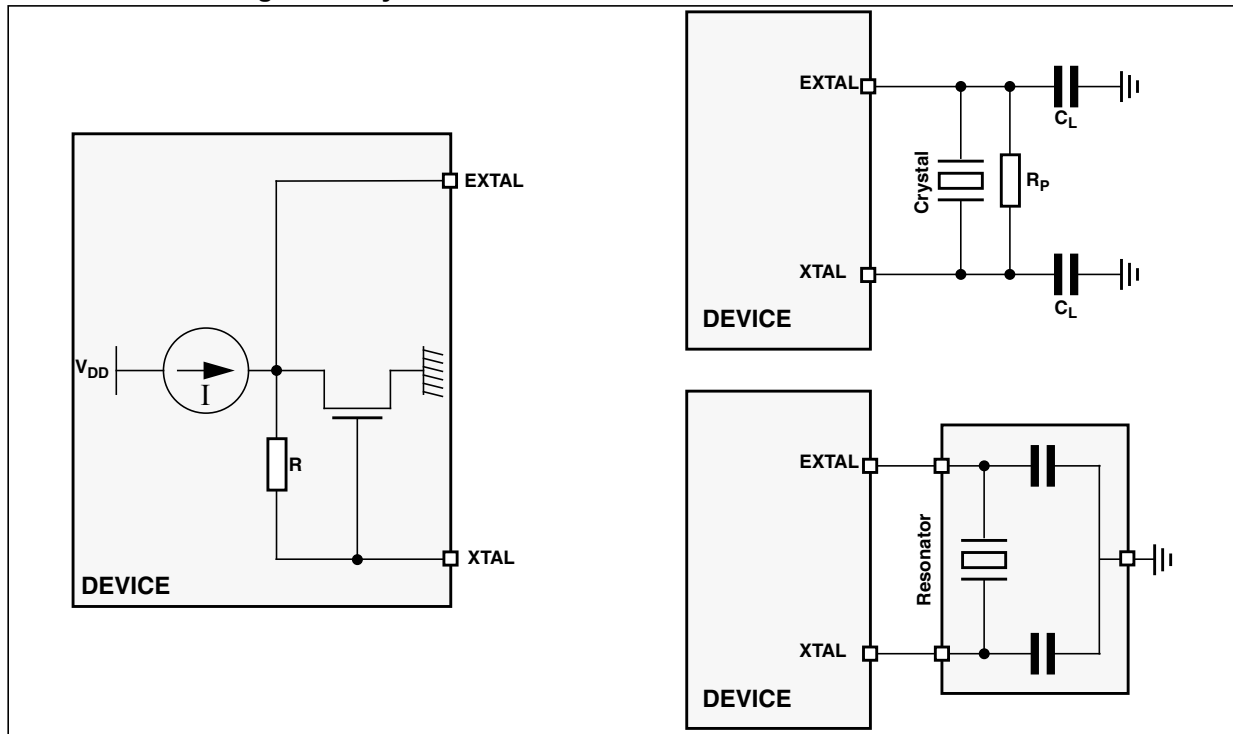 EXTAL
V_DD
I
R
XTAL
DEVICE
EXTAL
C_L
Crystal
R_P
XTAL
C_L
DEVICE
EXTAL
Resonator
XTAL
DEVICE